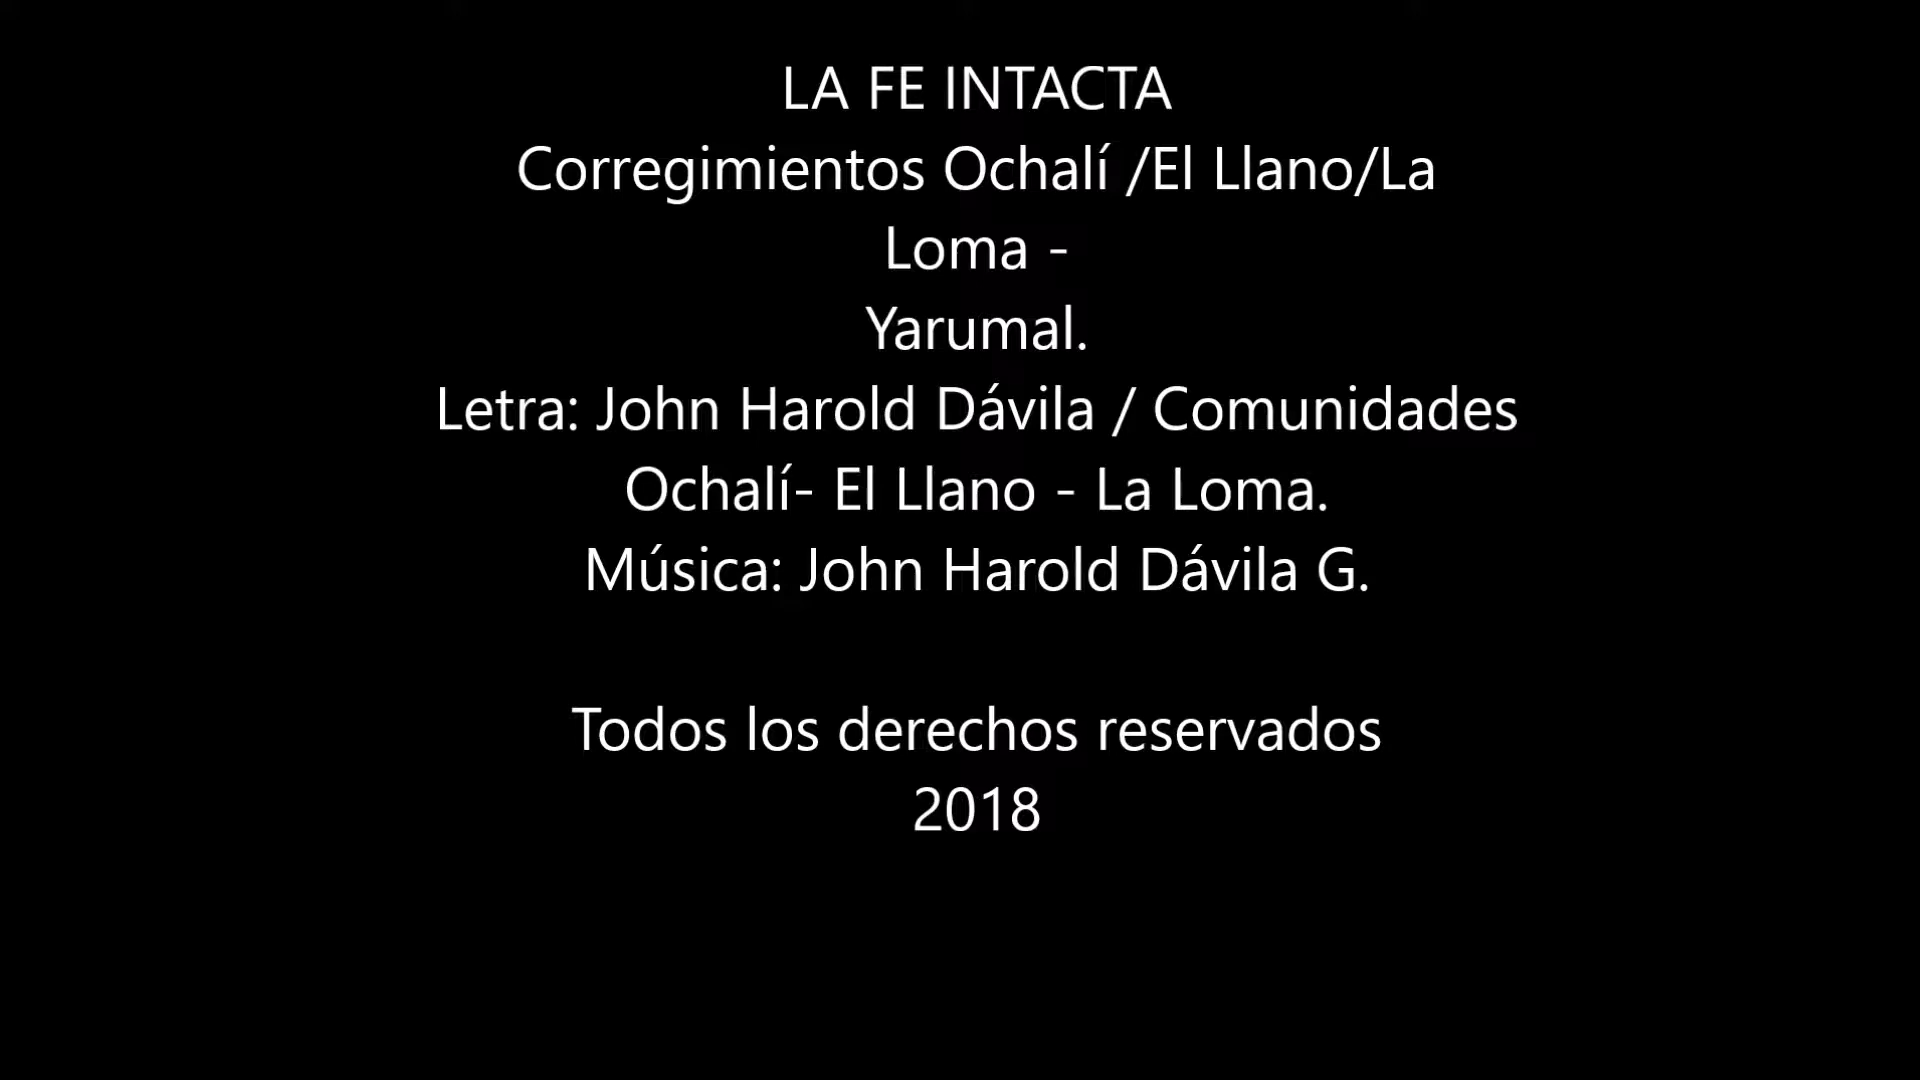 LA FE INTACTA
Corregimientos Ochalí /El Llano/La
Loma -
Yarumal.
Letra: John Harold Dávila / Comunidades
Ochalí- El Llano - La Loma.
Música: John Harold Dávila G.
Todos los derechos reservados
2018